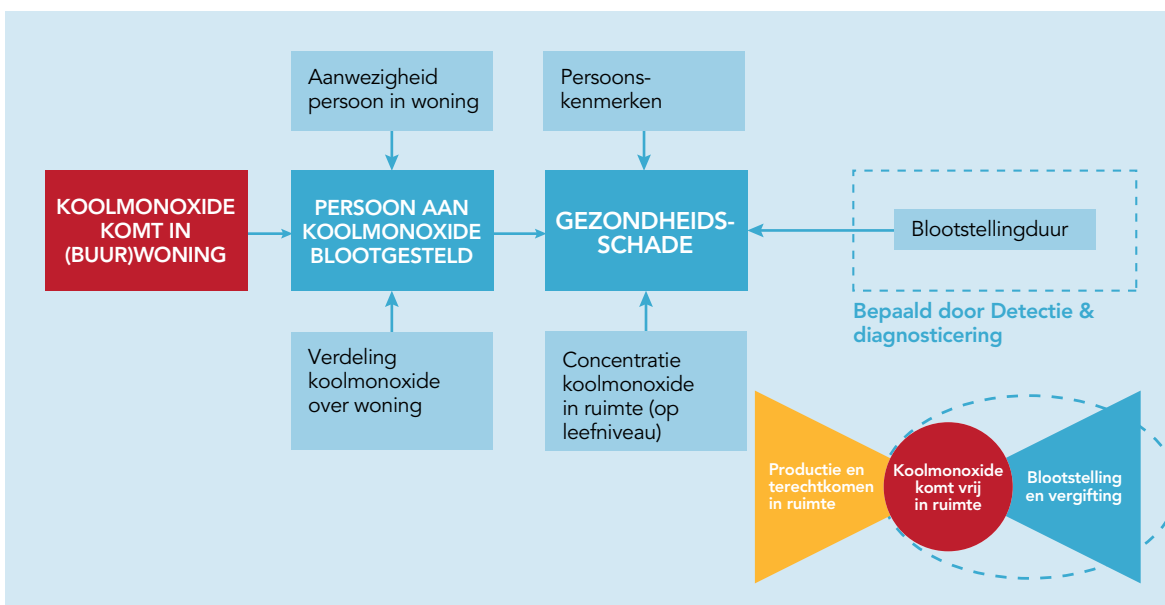 Aanwezigheid
persoon in woning
Persoons-
kenmerken
KOOLMONOXIDE
KOMT IN
(BUUR)WONING
PERSOON AAN
KOOLMONOXIDE
BLOOTGESTELD
GEZONDHEIDS-
SCHADE
Blootstellingduur
Bepaald door Detectie &
diagnosticering
Verdeling
koolmonoxide
over woning
Concentratie
koolmonoxide
in ruimte (op
leefniveau)
Productie en
terechtkomen
in ruimte
Koolmonoxide
komt vrij
in ruimte
Blootstelling
en vergifting